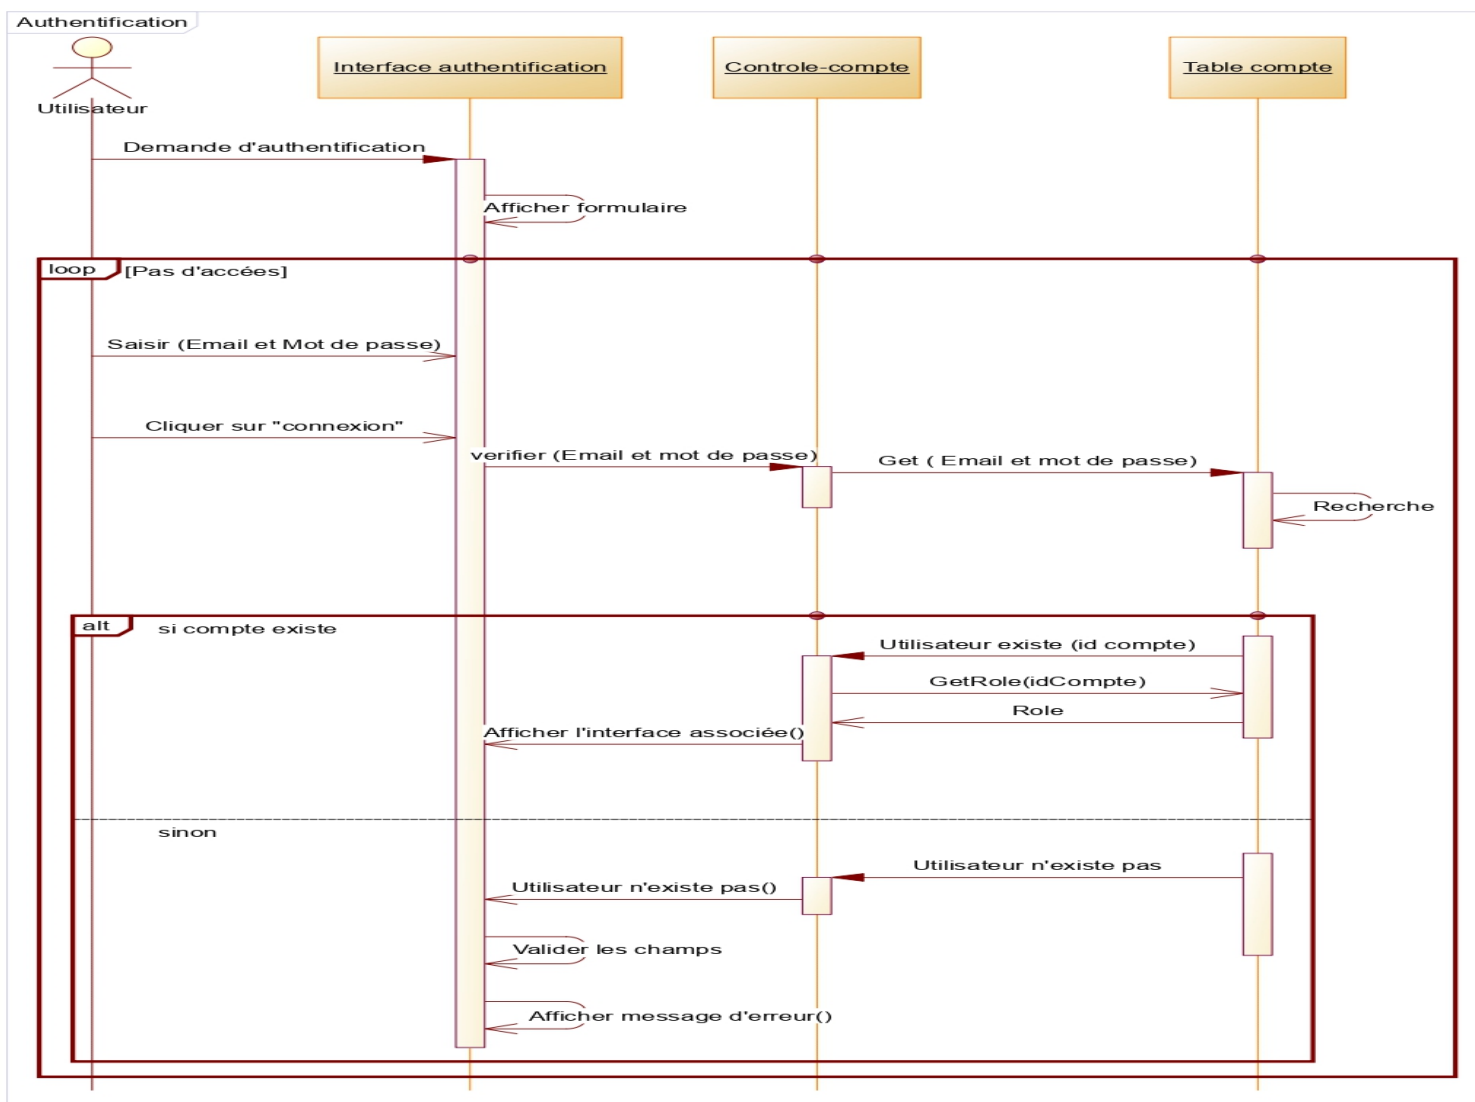 Authentification
Utilisateur
Interface authentification
Controle-compte
Table compte
Demande d'authentification
Afficher formulaire
loop
[Pas d'accées]
Saisir (Email et Mot de passe)
Cliquer sur "connexion"
verifier (Email et mot de passe)
Get ( Email et mot de passe)
Recherche
alt
si compte existe
Utilisateur existe (id compte)
GetRole(idCompte)
Role
Afficher l'interface associée()
sinon
Utilisateur n'existe pas
Utilisateur n'existe pas()
Valider les champs
Afficher message d'erreur()